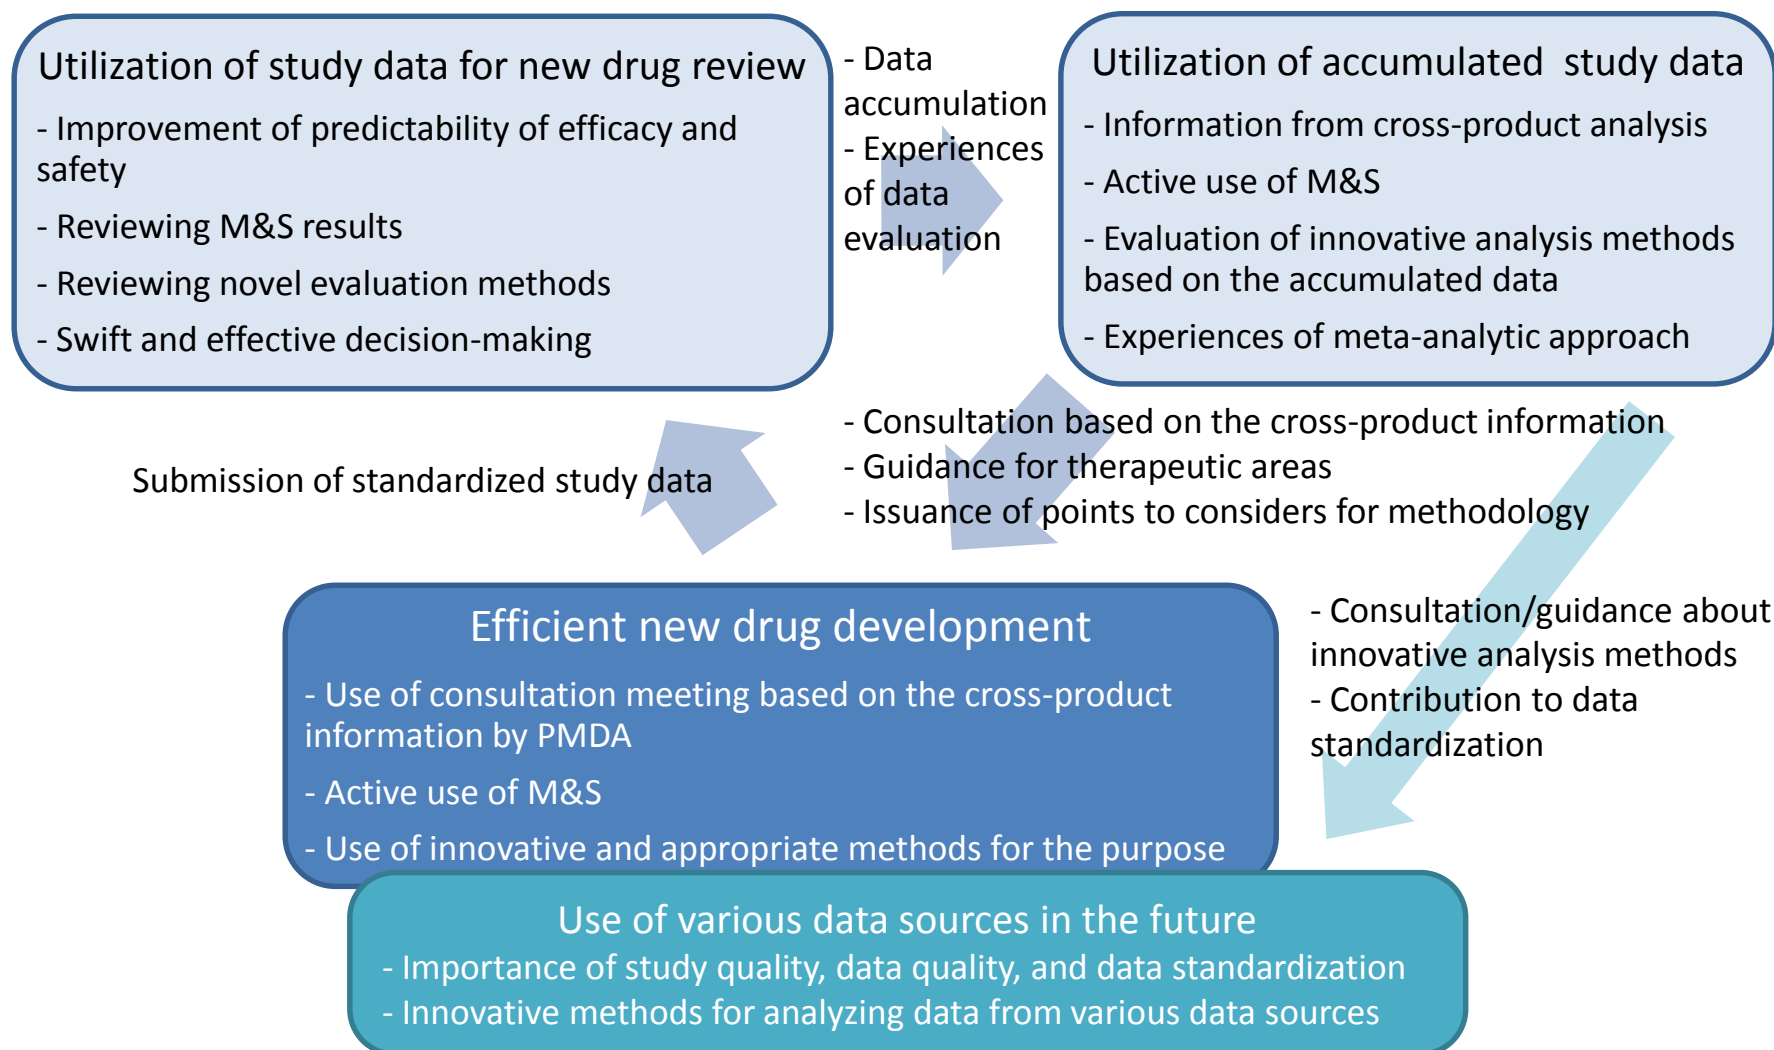 Utilization of study data for new drug review
- Improvement of predictability of efficacy and
safety
- Reviewing M&S results
- Reviewing novel evaluation methods
- Swift and effective decision-making
- Data
accumulation
- Experiences
of data
evaluation
Utilization of accumulated study data
- Information from cross-product analysis
- Active use of M&S
- Evaluation of innovative analysis methods
based on the accumulated data
- Experiences of meta-analytic approach
Submission of standardized study data
- Consultation based on the cross-product information
- Guidance for therapeutic areas
- Issuance of points to considers for methodology
Efficient new drug development
- Use of consultation meeting based on the cross-product
information by PMDA
- Active use of M&S
- Use of innovative and appropriate methods for the purpose
- Consultation/guidance about
innovative analysis methods
- Contribution to data
standardization
Use of various data sources in the future
- Importance of study quality, data quality, and data standardization
- Innovative methods for analyzing data from various data sources